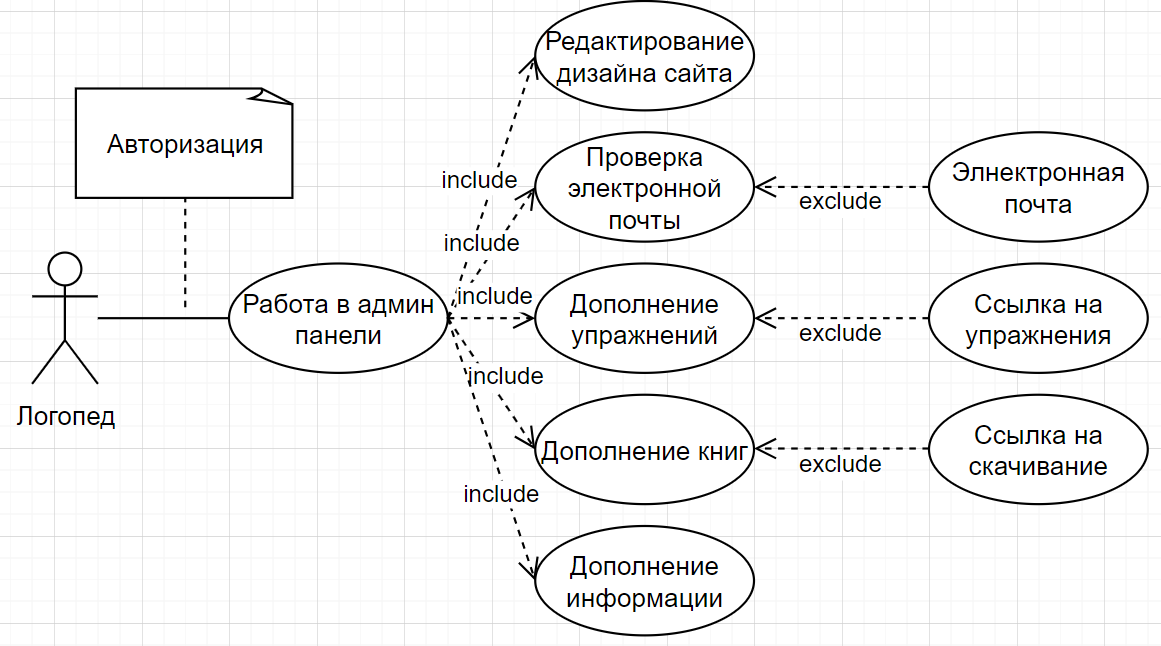 Редактирование
дизайна сайта
Авторизация
include
Проверка
электронной
почты
exclude
Элнектронная
почта
include
Логопед
Работа в админ
панели
include
Дополнение
упражнений
exclude
Ссылка на
упражнения
include
Дополнение книг
exclude
Ссылка на
скачивание
include
Дополнение
информации